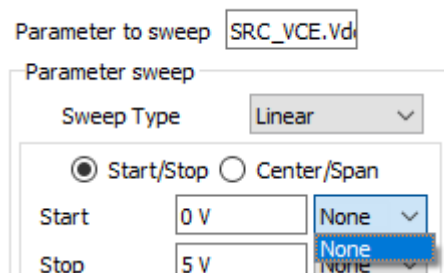 Parameter to sweep SRC_VCE.Vd
Parameter sweep
Sweep Type Linear
Start/Stop Center/Span
Start 0 V None
None
Stop 5 V None